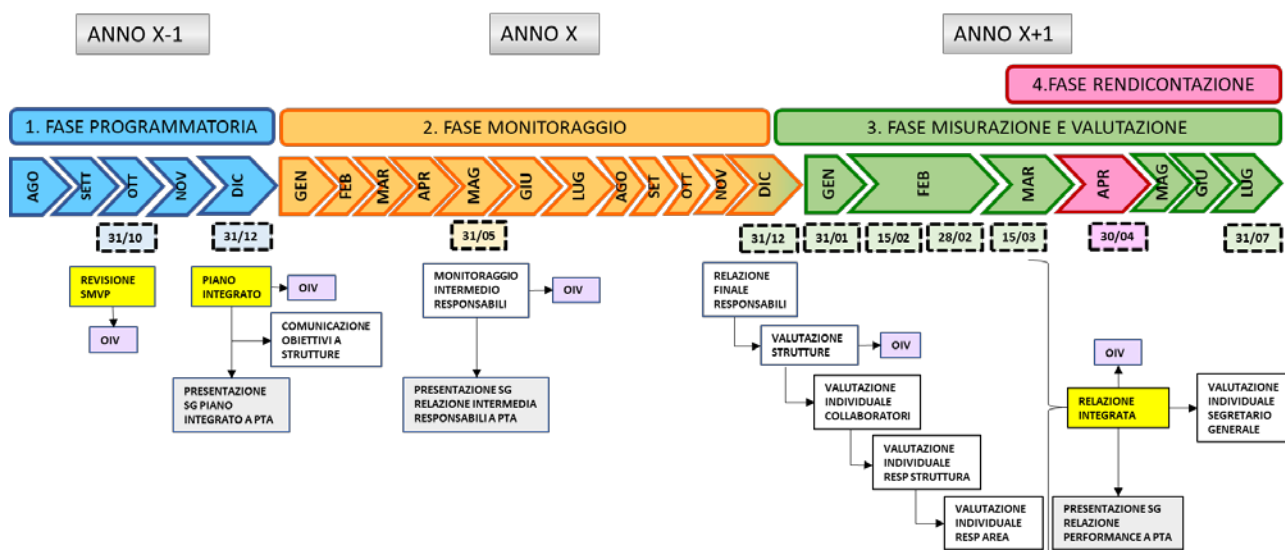 ANNO X-1
ANNO X
ANNO X+1
4.FASE RENDICONTAZIONE
1. FASE PROGRAMMATORIA
2. FASE MONITORAGGIO
3. FASE MISURAZIONE E VALUTAZIONE
AGO
SETT
OTT
NOV
DIC
GEN
FEB
MAR
APR
MAG
GIU
LUG
AGO
SET
OTT
NOV
DIC
GEN
FEB
MAR
APR
MAG
GIU
LUG
31/10
31/12
31/05
31/12
31/01
15/02
28/02
15/03
30/04
31/07
REVISIONE
SMVP
OIV
PIANO
INTEGRATO
OIV
COMUNICAZIONE
OBIETTIVI A
STRUTTURE
PRESENTAZIONE
SG PIANO
INTEGRATO A PTA
MONITORAGGIO
INTERMEDIO
RESPONSABILI
OIV
PRESENTAZIONE SG
RELAZIONE INTERMEDIA
RESPONSABILI A PTA
RELAZIONE
FINALE
RESPONSABILI
VALUTAZIONE
STRUTTURE
OIV
VALUTAZIONE
INDIVIDUALE
COLLABORATORI
VALUTAZIONE
INDIVIDUALE
RESP STRUTTURA
VALUTAZIONE
INDIVIDUALE
RESP AREA
OIV
RELAZIONE
INTEGRATA
VALUTAZIONE
INDIVIDUALE
SEGRETARIO
GENERALE
PRESENTAZIONE SG
RELAZIONE
PERFORMANCE A PTA